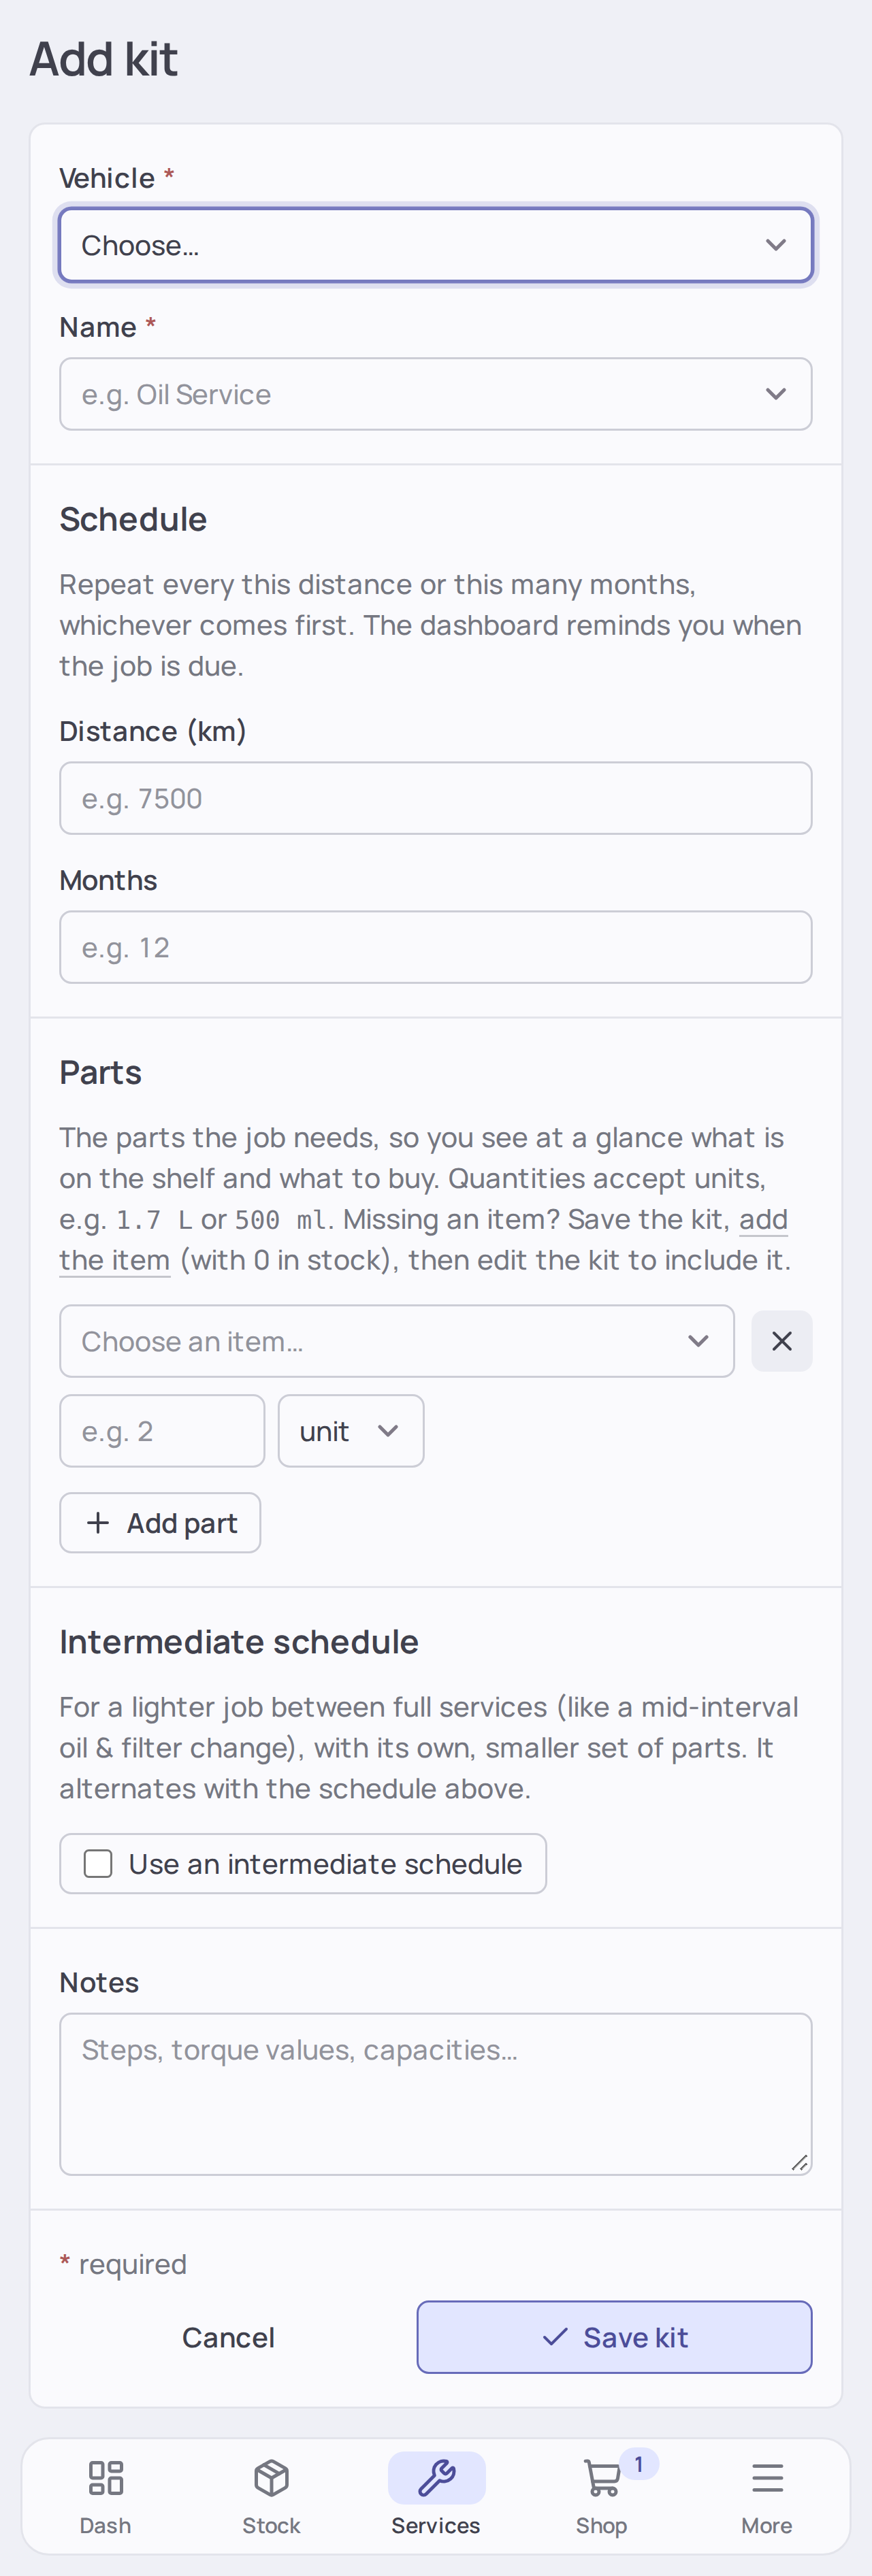 Add kit
Vehicle *
Choose...
Name *
e.g. Oil Service
Schedule
Repeat every this distance or this many months,
whichever comes first. The dashboard reminds you when
the job is due.
Distance (km)
e.g. 7500
Months
e.g. 12
Parts
The parts the job needs, so you see at a glance what is
on the shelf and what to buy. Quantities accept units,
e.g. 1.7 L or 500 ml. Missing an item? Save the kit, add
the item (with 0 in stock), then edit the kit to include it.
Choose an item...
e.g. 2
unit
Add part
Intermediate schedule
For a lighter job between full services (like a mid-interval
oil & filter change), with its own, smaller set of parts. It
alternates with the schedule above.
Use an intermediate schedule
Notes
Steps, torque values, capacities...
* required
Cancel
Save kit
1
Dash
Stock
Services
Shop
More